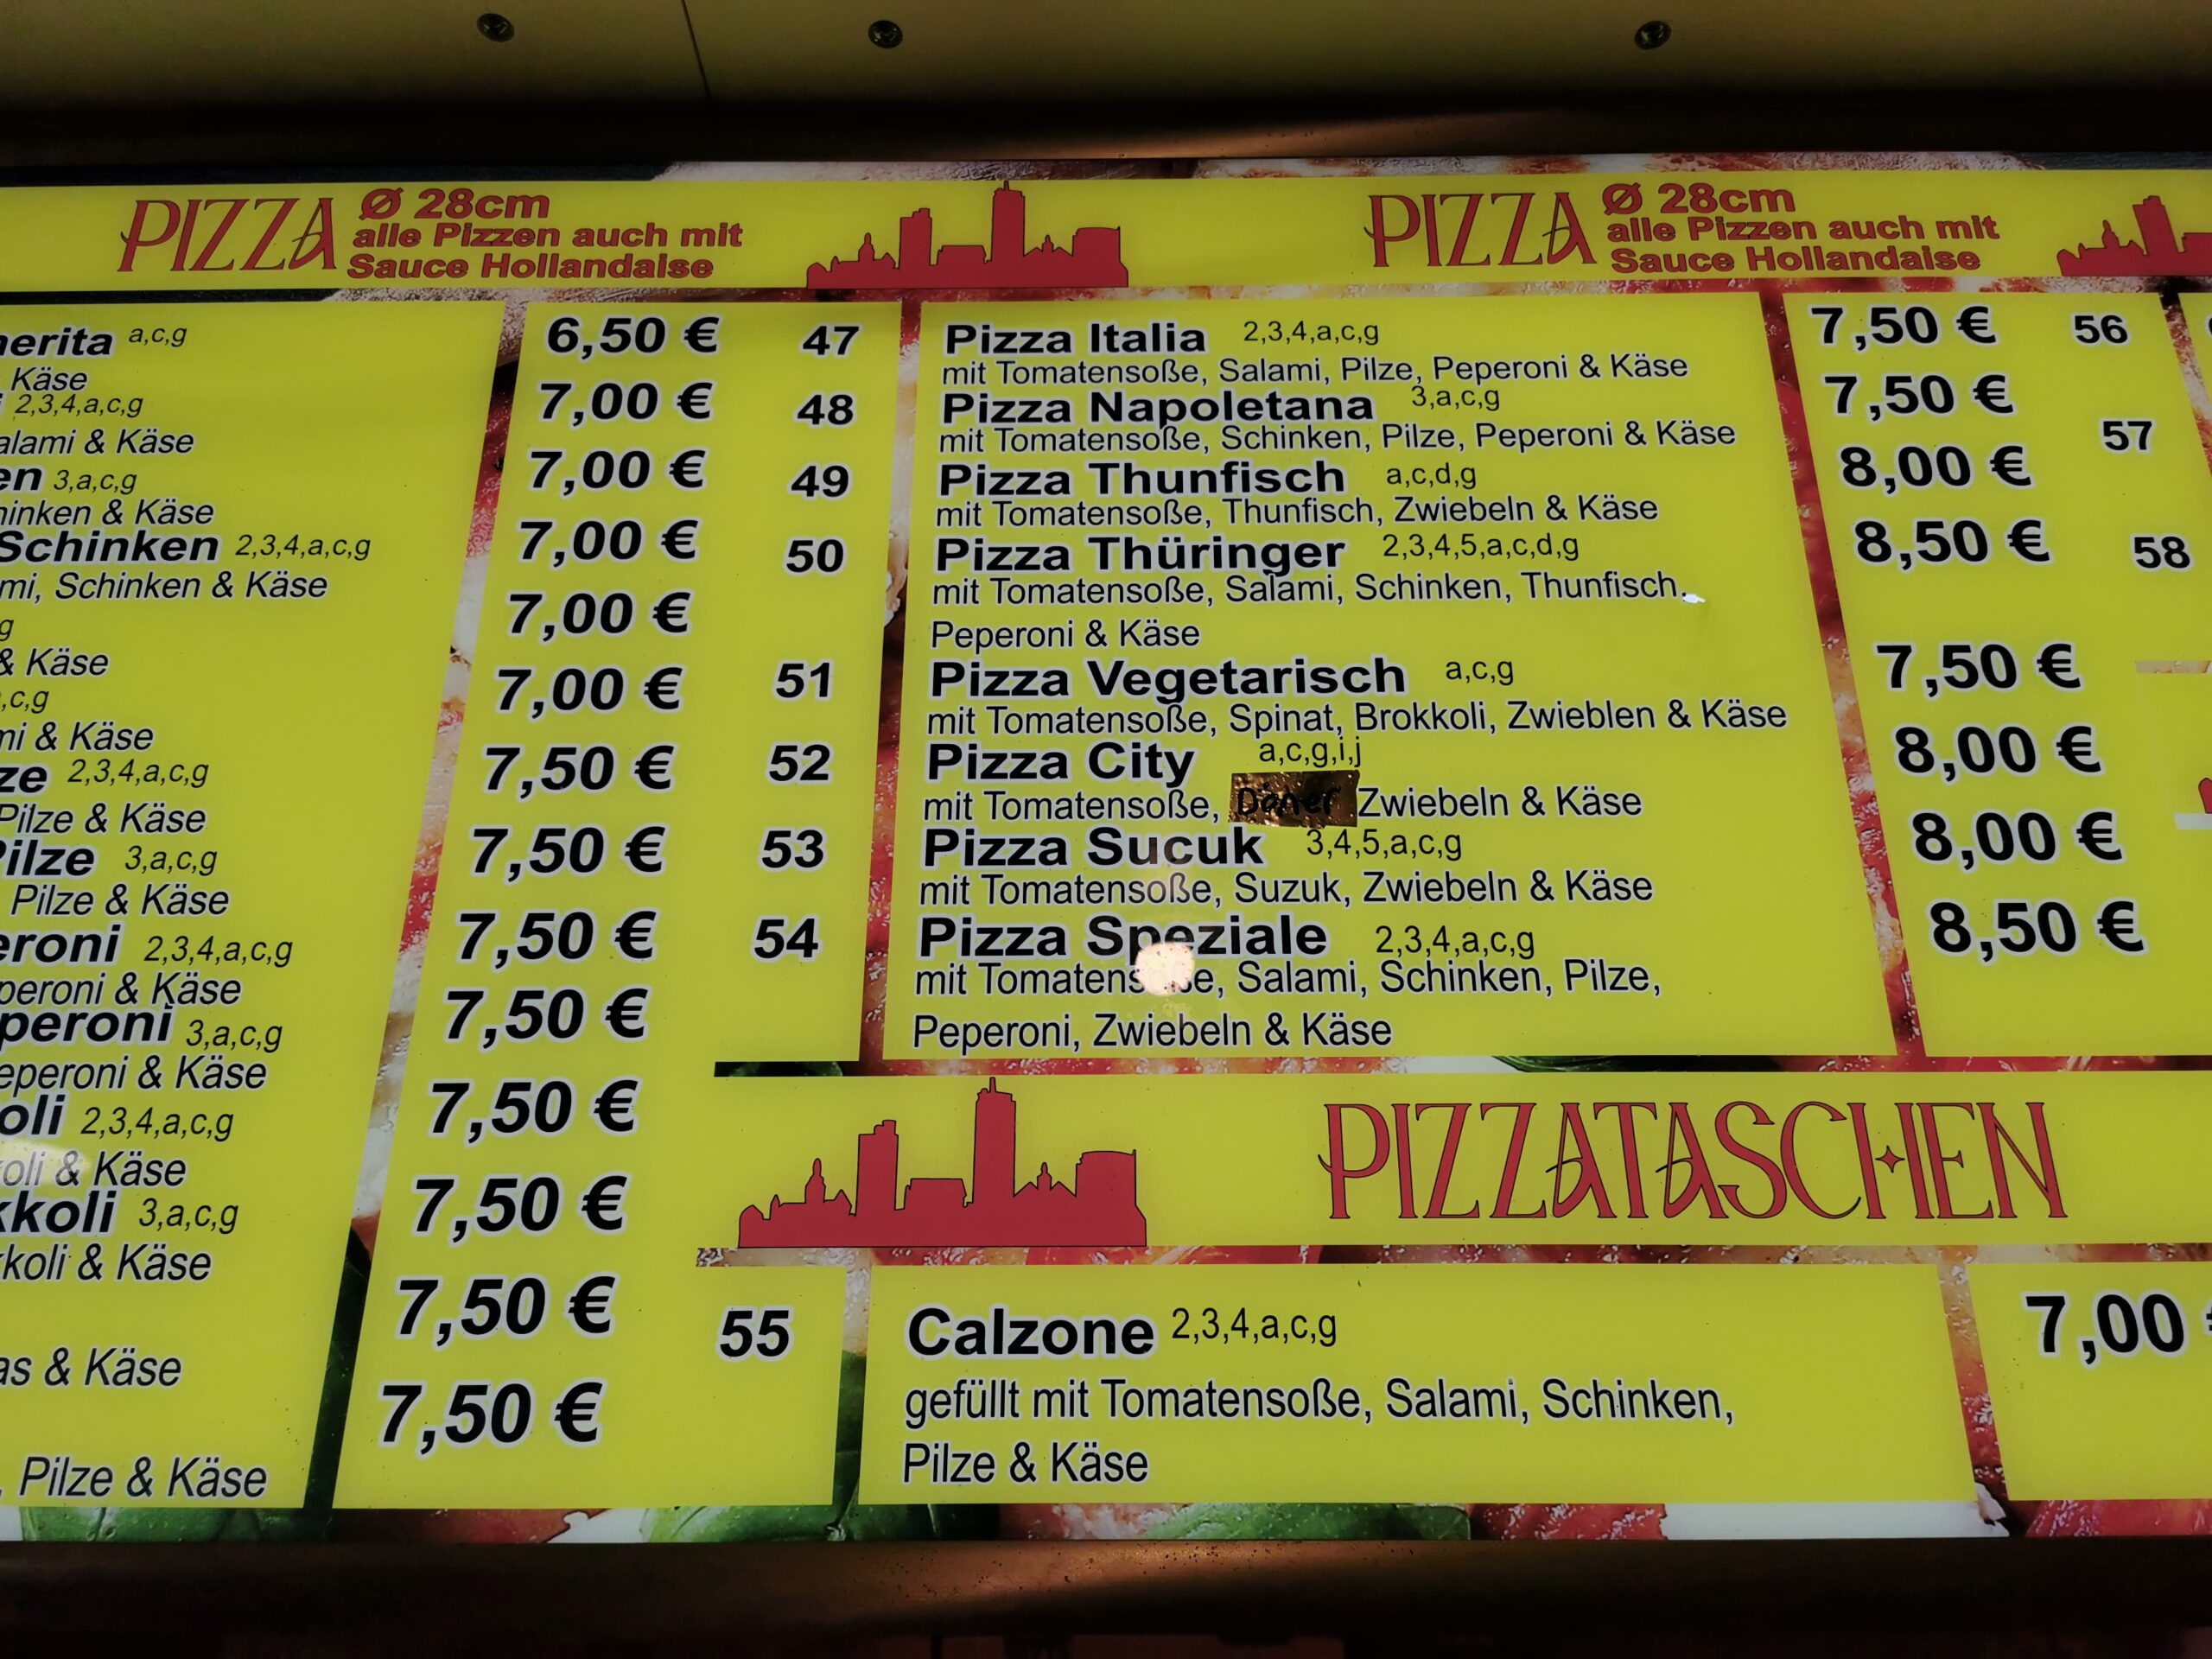 PIZZA Ø 28cm
alle Pizzen auch mit
Sauce Hollandaise
PIZZA Ø 28cm
alle Pizzen auch mit
Sauce Hollandaise
erita a,c,g
Käse
2,3,4,a,c,g
alami & Käse
en 3,a,c,g
inken & Käse
Schinken 2,3,4,a,c,g
mi, Schinken & Käse
g
& Käse
,c,g
mi & Käse
ze 2,3,4,a,c,g
Pilze & Käse
Pilze 3,a,c,g
Pilze & Käse
eroni 2,3,4,a,c,g
peroni & Käse
peroni 3,a,c,g
eperoni & Käse
oli 2,3,4,a,c,g
oli & Käse
kkoli 3,a,c,g
kkoli & Käse
as & Käse
, Pilze & Käse
6,50 €
7,00 €
7,00 €
7,00 €
7,00 €
7,00 €
7,50 €
7,50 €
7,50 €
7,50 €
7,50 €
7,50 €
7,50 €
7,50 €
47 Pizza Italia 2,3,4,a,c,g 7,50 €
mit Tomatensoße, Salami, Pilze, Peperoni & Käse
48 Pizza Napoletana 3,a,c,g 7,50 €
mit Tomatensoße, Schinken, Pilze, Peperoni & Käse
49 Pizza Thunfisch a,c,d,g 8,00 €
mit Tomatensoße, Thunfisch, Zwiebeln & Käse
50 Pizza Thüringer 2,3,4,5,a,c,d,g 8,50 €
mit Tomatensoße, Salami, Schinken, Thunfisch,
Peperoni & Käse
51 Pizza Vegetarisch a,c,g 7,50 €
mit Tomatensoße, Spinat, Brokkoli, Zwieblen & Käse
52 Pizza City a,c,g,i,j 8,00 €
mit Tomatensoße, Döner Zwiebeln & Käse
53 Pizza Sucuk 3,4,5,a,c,g 8,00 €
mit Tomatensoße, Suzuk, Zwiebeln & Käse
54 Pizza Speziale 2,3,4,a,c,g 8,50 €
mit Tomatensoße, Salami, Schinken, Pilze,
Peperoni, Zwiebeln & Käse
56
57
58
PIZZATASCHEN
55 Calzone 2,3,4,a,c,g 7,00 €
gefüllt mit Tomatensoße, Salami, Schinken,
Pilze & Käse